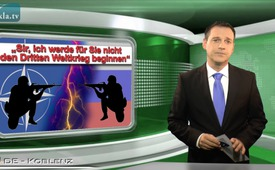 kla.tv
„Sir, ich werde für Sie nicht
den Dritten Weltkrieg beginnen“
DE - KOBLENZ